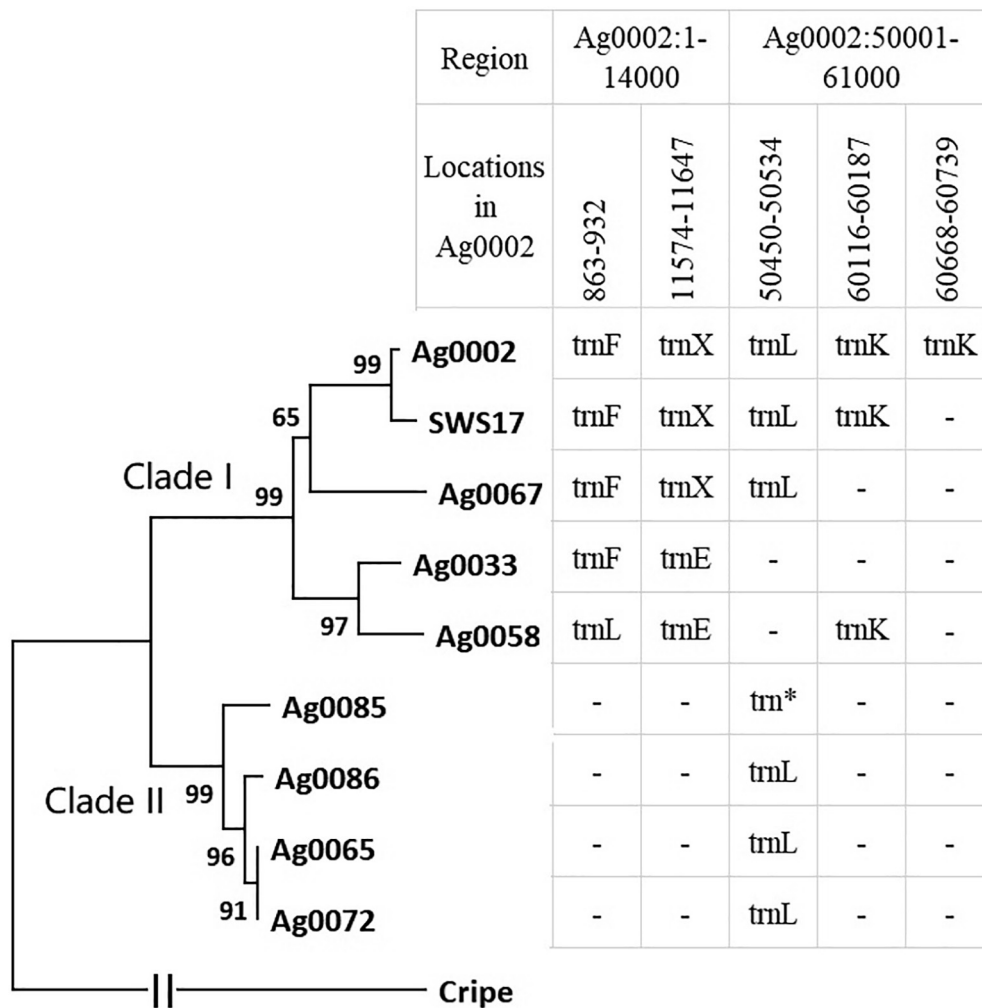 Region
Ag0002:1-
14000
Ag0002:50001-
61000
Locations
in
Ag0002
863-932
11574-11647
50450-50534
60116-60187
60668-60739
99 Ag0002 trnF trnX trnL trnK trnK
65 SWS17 trnF trnX trnL trnK -
Clade I
99 Ag0067 trnF trnX trnL - -
Ag0033 trnF trnE - - -
97 Ag0058 trnL trnE - trnK -
Ag0085 - - trn* - -
Clade II 99 Ag0086 - - trnL - -
96 Ag0065 - - trnL - -
91 Ag0072 - - trnL - -
Cripe